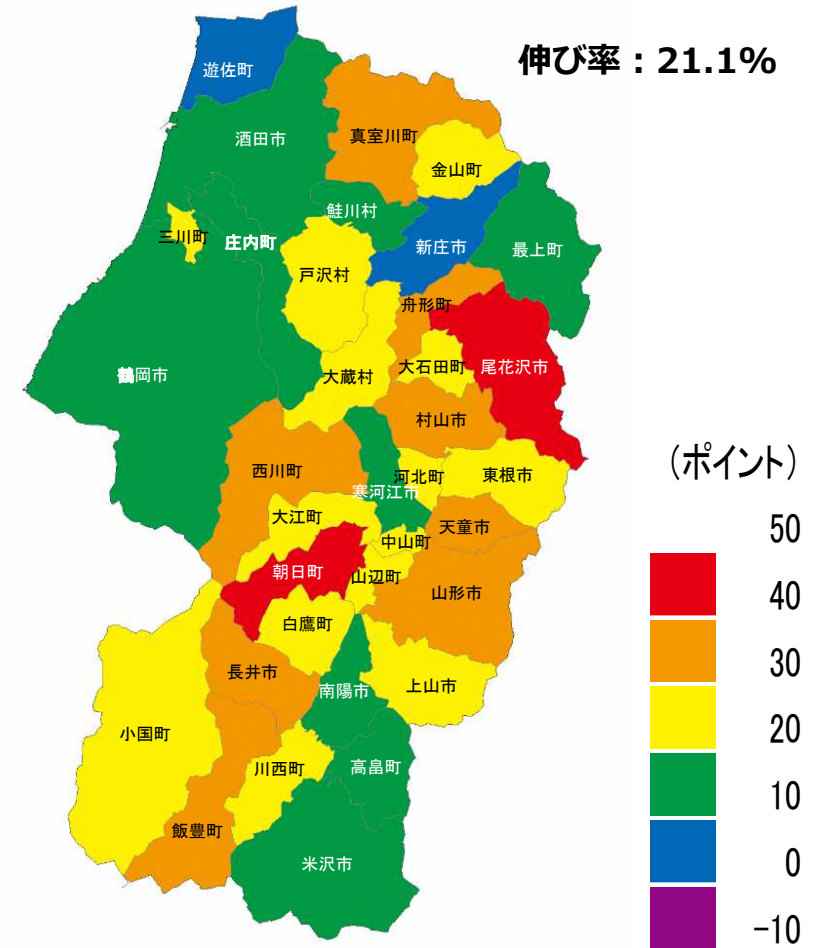 伸び率：21.1%
遊佐町
酒田市
真室川町
金山町
鮭川村
三川町
庄内町
新庄市
最上町
戸沢村
舟形町
鶴岡市
大蔵村
大石田町
尾花沢市
村山市
西川町
河北町
東根市
寒河江市
大江町
天童市
中山町
朝日町
山辺町
山形市
白鷹町
長井市
南陽市
上山市
小国町
川西町
高畠町
飯豊町
米沢市
(ポイント)
50
40
30
20
10
0
-10